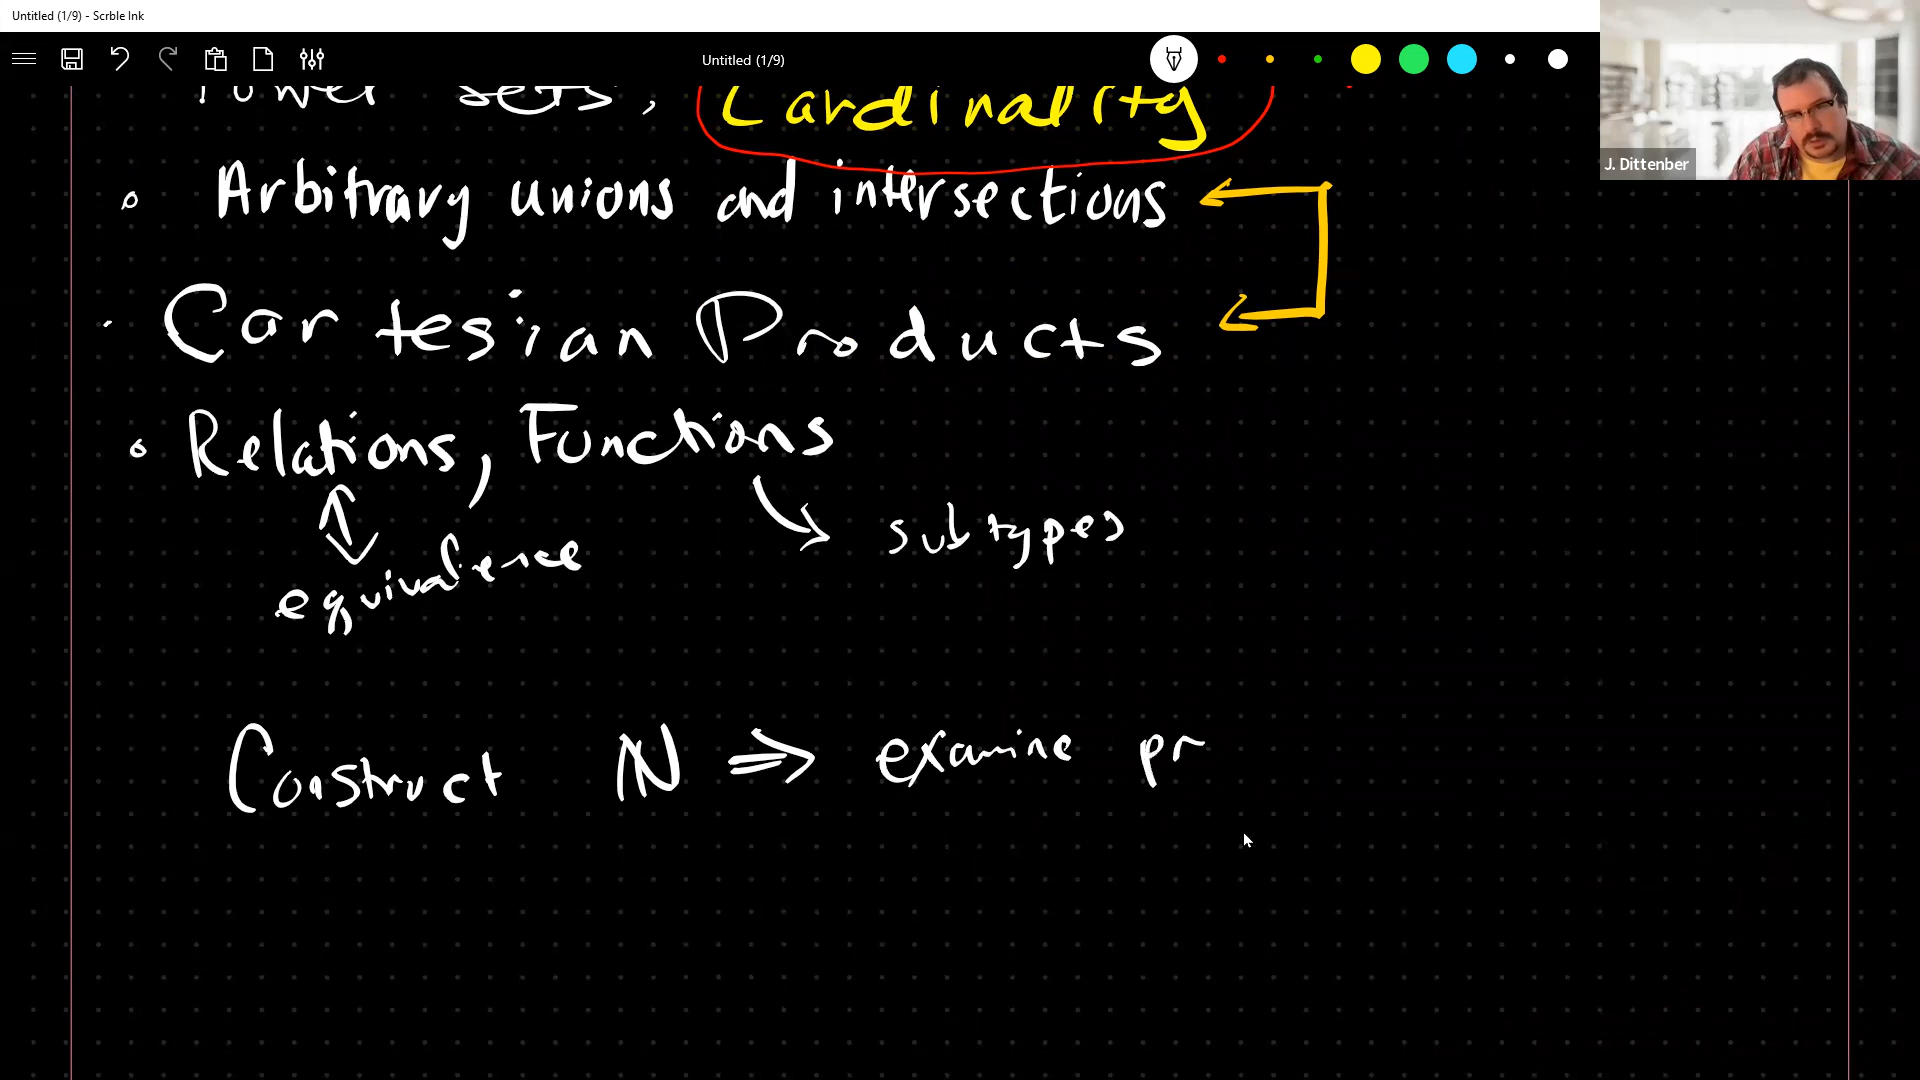 Untitled (1/9) - Scrble Ink
Untitled (1/9)
J. Dittenber
Power sets, Cardinality
Arbitrary unions and intersections
Cartesian Products
Relations, Functions
subtypes
equivalence
Construct ℕ ⇒ examine pr